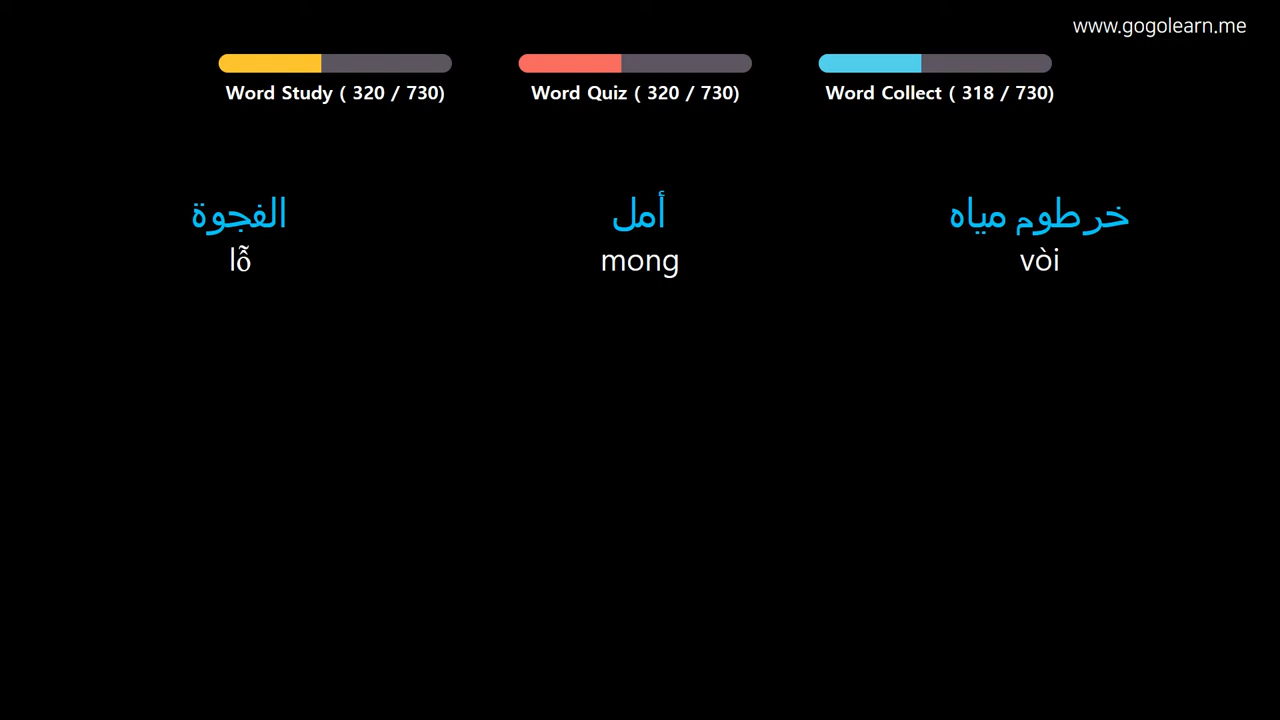 www.gogolearn.me
Word Study ( 320 / 730)
Word Quiz ( 320 / 730)
Word Collect ( 318 / 730)
الفجوة
lỗ
أمل
mong
خرطوم مياه
vòi